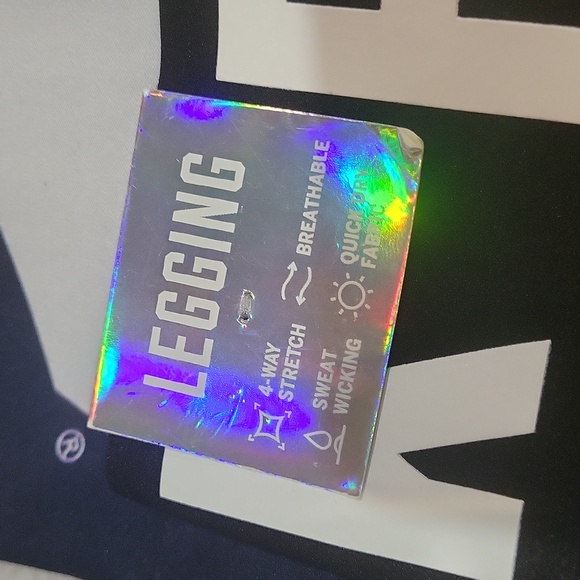 LEGGING
4-WAY
STRETCH
BREATHABLE
SWEAT
WICKING
QUICK DRY
FABRIC
®